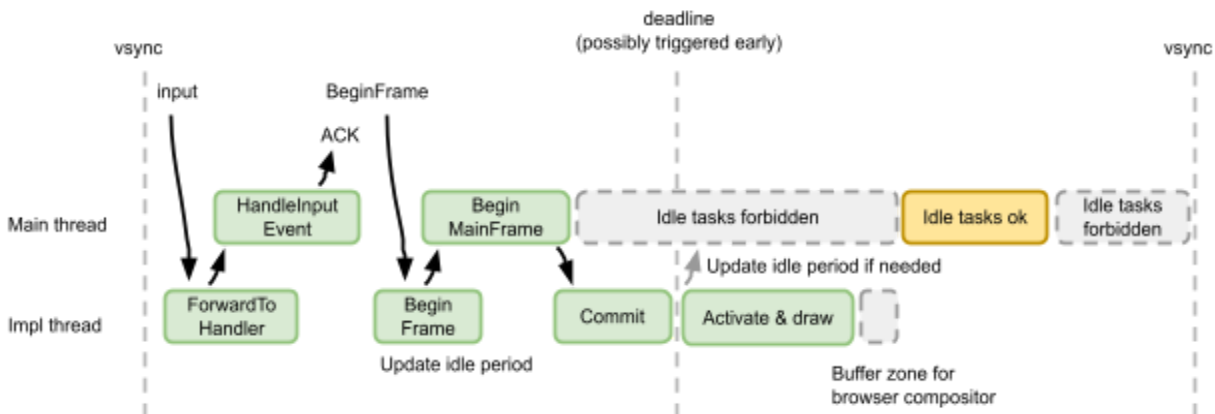 deadline
(possibly triggered early)
vsync
vsync
input
BeginFrame
ACK
Main thread
HandleInput
Event
Begin
MainFrame
Idle tasks forbidden
Idle tasks ok
Idle tasks
forbidden
Update idle period if needed
Impl thread
ForwardTo
Handler
Begin
Frame
Commit
Activate & draw
Update idle period
Buffer zone for
browser compositor